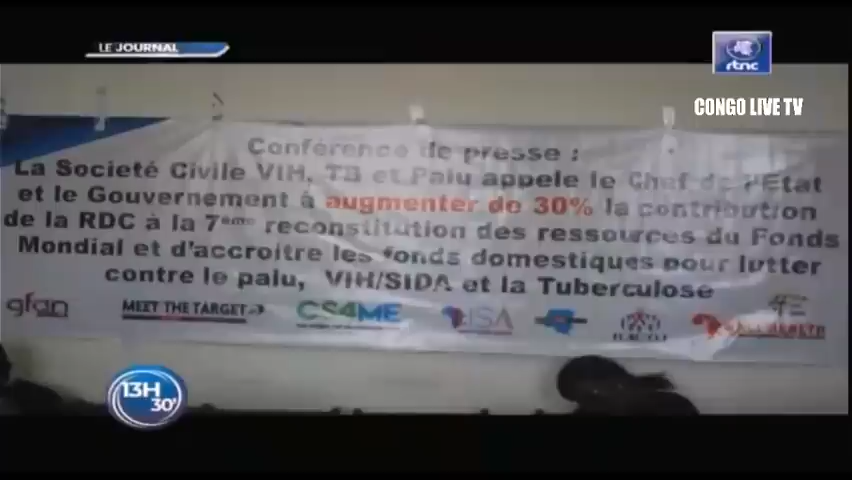 LE JOURNAL
rtnc
CONGO LIVE TV
Conférence de presse :
La Societé Civile VIH, TB et Palu appele le Chef de l'Etat
et le Gouvernement à augmenter de 30% la contribution
de la RDC à la 7ème reconstitution des ressources du Fonds
Mondial et d'accroitre les fonds domestiques pour lutter
contre le palu, VIH/SIDA et la Tuberculose
gfan
MEET THE TARGET
CS4ME
13H
30'